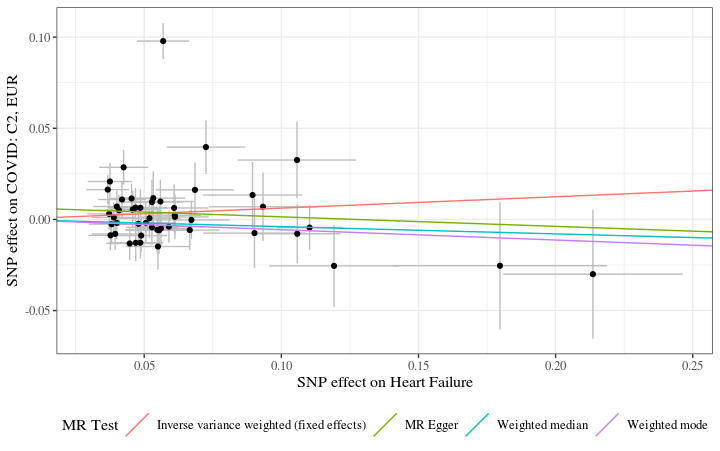 SNP effect on COVID: C2, EUR
0.10
0.05
0.00
-0.05
0.05 0.10 0.15 0.20 0.25
SNP effect on Heart Failure
MR Test Inverse variance weighted (fixed effects) MR Egger Weighted median Weighted mode